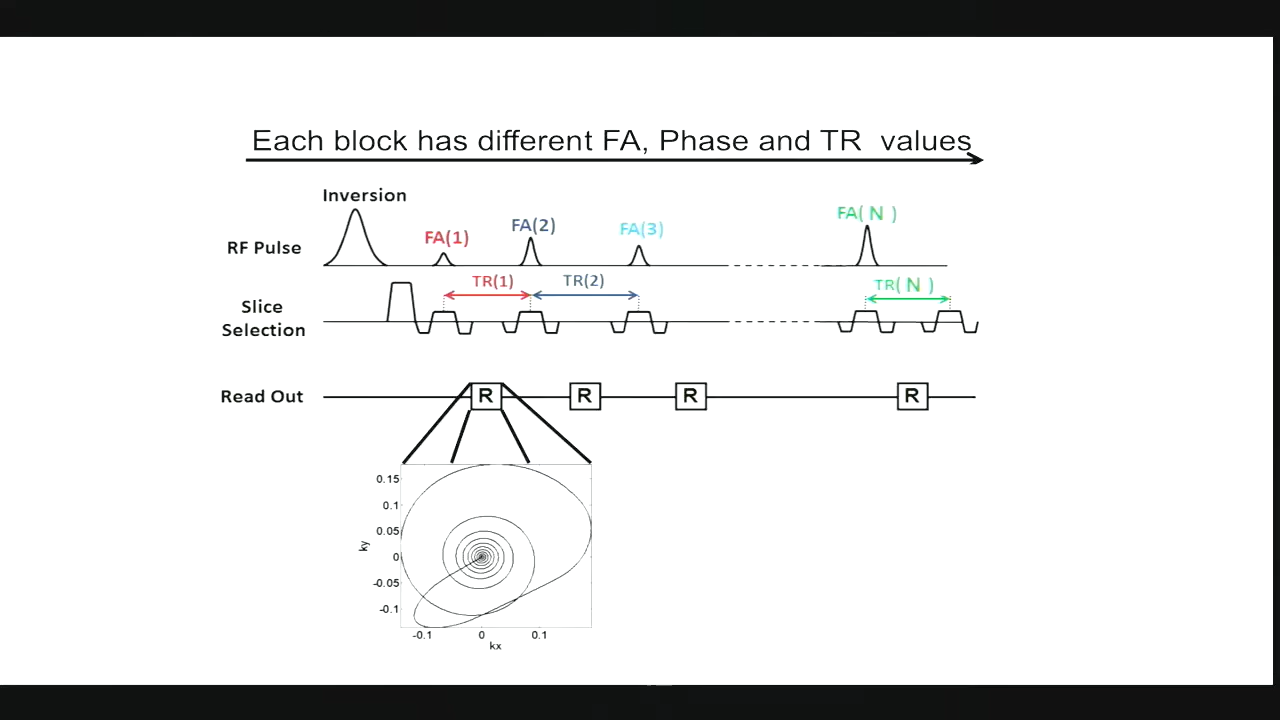 Each block has different FA, Phase and TR values
Inversion
RF Pulse
FA(1)
FA(2)
FA(3)
FA( N )
TR(1)
TR(2)
TR( N )
Slice
Selection
Read Out
R
R
R
R
0.15
0.1
0.05
0
-0.05
-0.1
ky
-0.1
0
0.1
kx